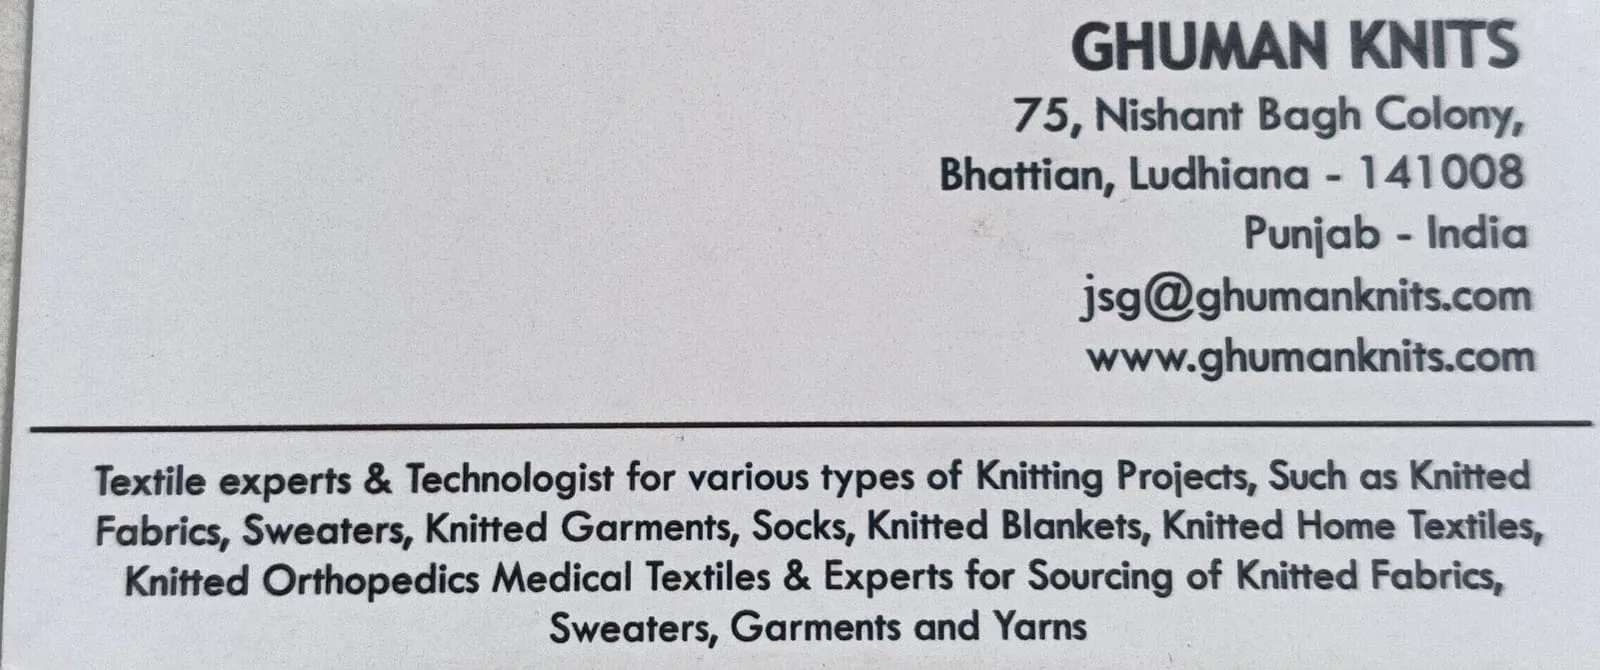 GHUMAN KNITS
75, Nishant Bagh Colony,
Bhattian, Ludhiana - 141008
Punjab - India
jsg@ghumanknits.com
www.ghumanknits.com
Textile experts & Technologist for various types of Knitting Projects, Such as Knitted
Fabrics, Sweaters, Knitted Garments, Socks, Knitted Blankets, Knitted Home Textiles,
Knitted Orthopedics Medical Textiles & Experts for Sourcing of Knitted Fabrics,
Sweaters, Garments and Yarns